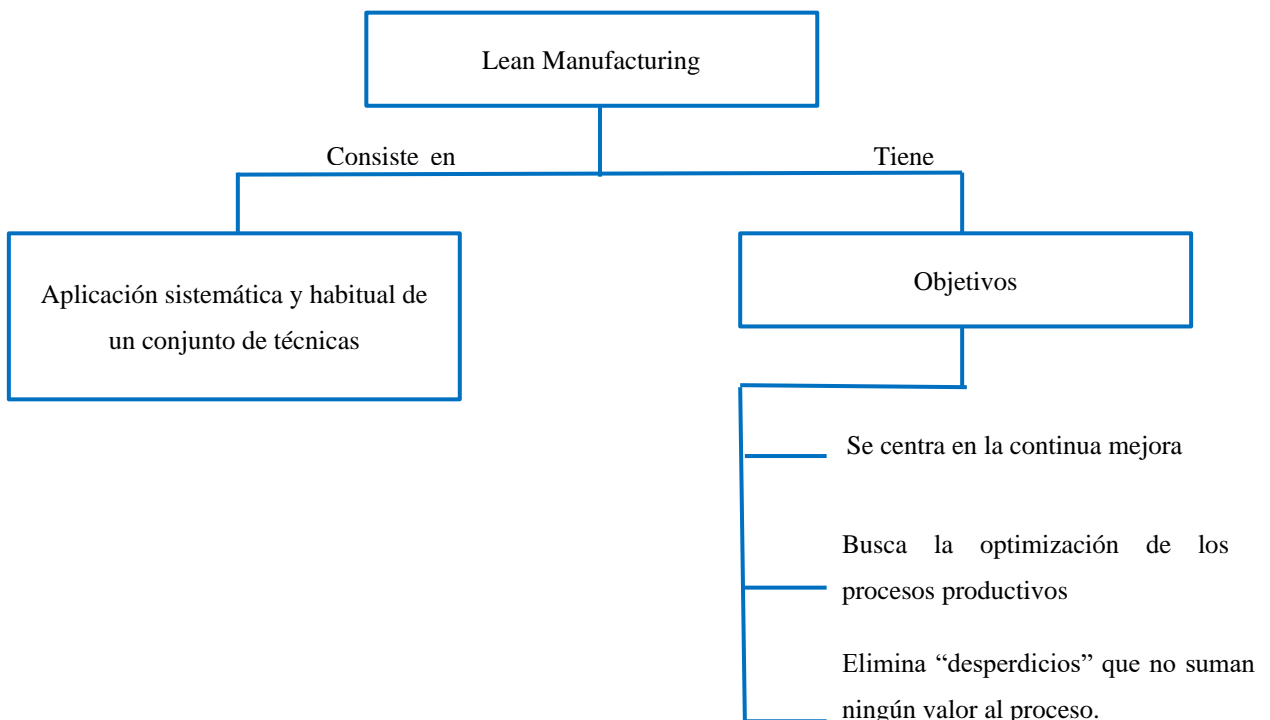 Lean Manufacturing
Consiste en
Tiene
Aplicación sistemática y habitual de
un conjunto de técnicas
Objetivos
Se centra en la continua mejora
Busca la optimización de los
procesos productivos
Elimina “desperdicios” que no suman
ningún valor al proceso.